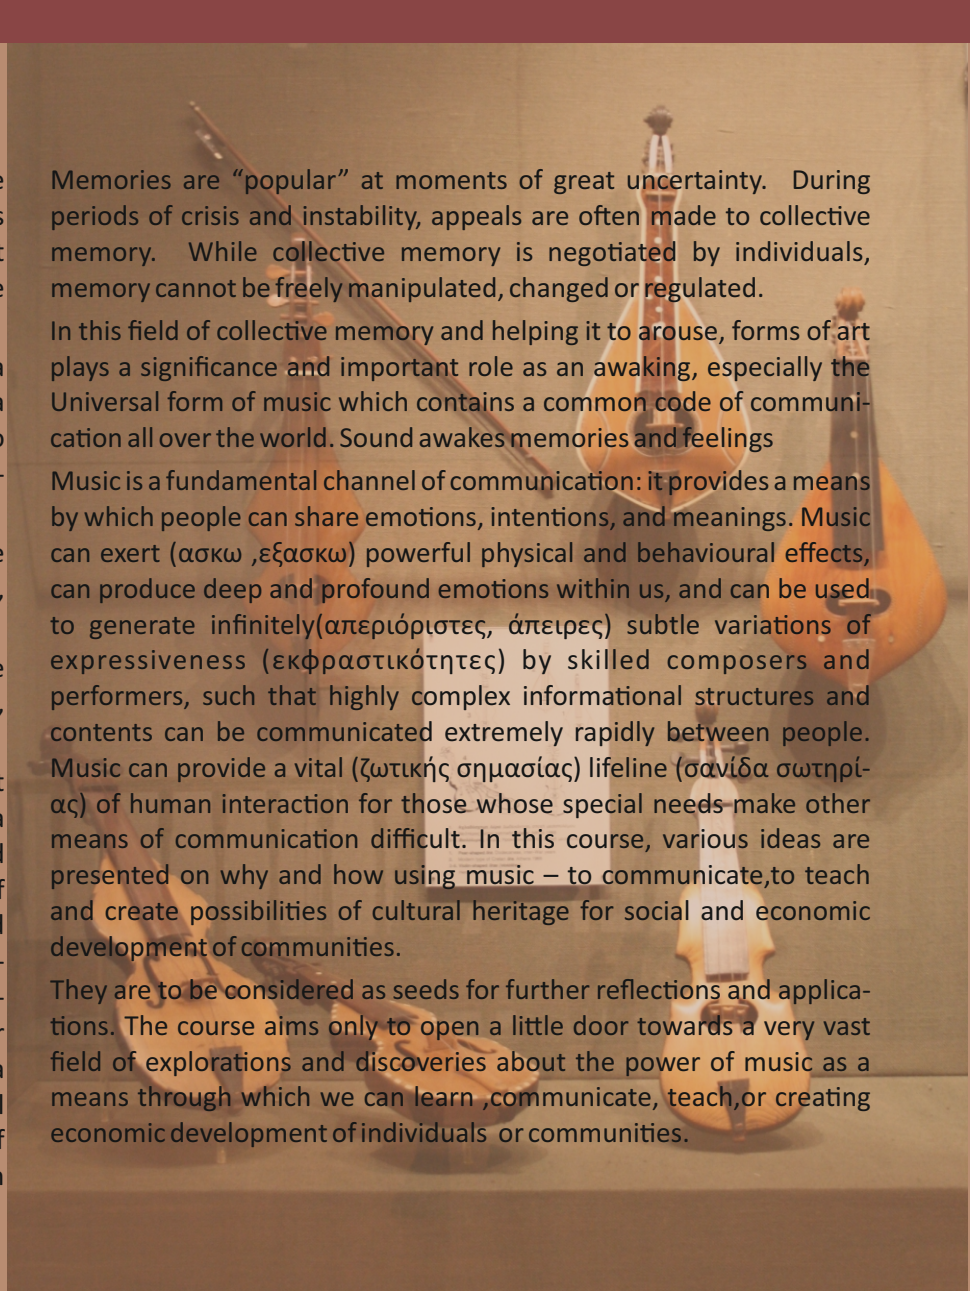 Memories are “popular” at moments of great uncertainty.  During
periods of crisis and instability, appeals are often made to collective
memory.  While collective memory is negotiated by individuals,
memory cannot be freely manipulated, changed or regulated.
In this field of collective memory and helping it to arouse, forms of art
plays a significance and important role as an awaking, especially the
Universal form of music which contains a common code of communi-
cation all over the world. Sound awakes memories and feelings
Music is a fundamental channel of communication: it provides a means
by which people can share emotions, intentions, and meanings. Music
can exert (ασκω ,εξασκω) powerful physical and behavioural effects,
can produce deep and profound emotions within us, and can be used
to generate infinitely(απεριόριστες, άπειρες) subtle variations of
expressiveness (εκφραστικότητες) by skilled composers and
performers, such that highly complex informational structures and
contents can be communicated extremely rapidly between people.
Music can provide a vital (ζωτικής σημασίας) lifeline (σανίδα σωτηρί-
ας) of human interaction for those whose special needs make other
means of communication difficult. In this course, various ideas are
presented on why and how using music – to communicate,to teach
and create possibilities of cultural heritage for social and economic
development of communities.
They are to be considered as seeds for further reflections and applica-
tions. The course aims only to open a little door towards a very vast
field of explorations and discoveries about the power of music as a
means through which we can learn ,communicate, teach,or creating
economic development of individuals  or communities.